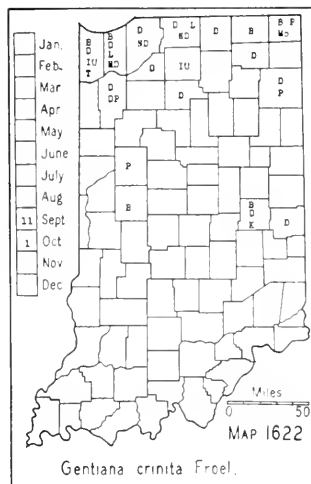 Jan.
Feb.
Mar
Apr
May
June
July
Aug
11 Sept
1 Oct
Nov
Dec
B D IU T
B D L MD
D ND
D L ND
D
B
B P MD
D
IU
D
D DP
D
D P
P
B
B D E
D
Miles
0 50
MAP 1622
Gentiana crinita Froel.